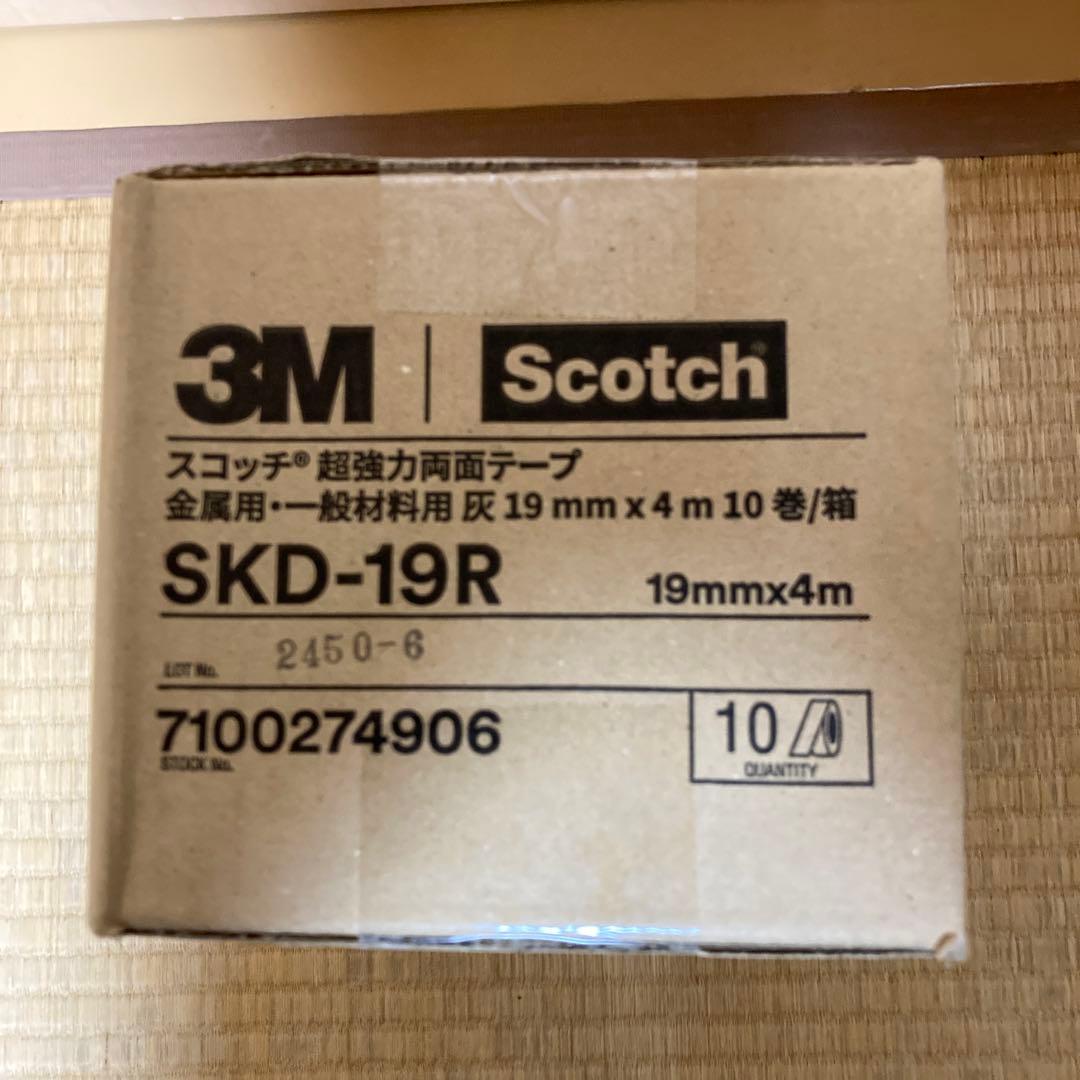 3M | Scotch®
スコッチ® 超強力両面テープ
金属用・一般材料用 灰 19 mm x 4 m 10 巻/箱
SKD-19R 19mmx4m
LOT No. 2450-6
7100274906
STOCK No.
10
QUANTITY